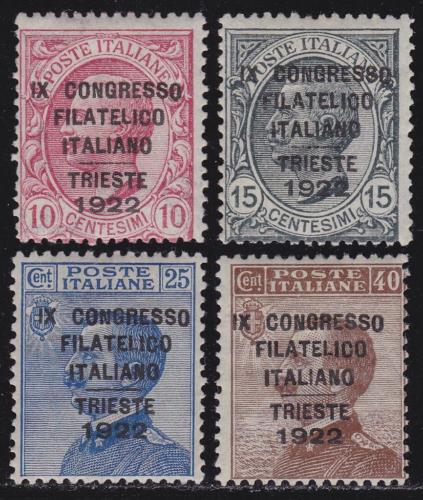 POSTE ITALIANE
IX CONGRESSO
FILATELICO
ITALIANO
TRIESTE
1922
10 10
CENTESIMI
POSTE ITALIANE
IX CONGRESSO
FILATELICO
ITALIANO
TRIESTE
1922
15 15
CENTESIMI
Cent. POSTE 25
ITALIANE
IX CONGRESSO
FILATELICO
ITALIANO
TRIESTE
1922
Cent. POSTE 40
ITALIANE
IX CONGRESSO
FILATELICO
ITALIANO
TRIESTE
1922